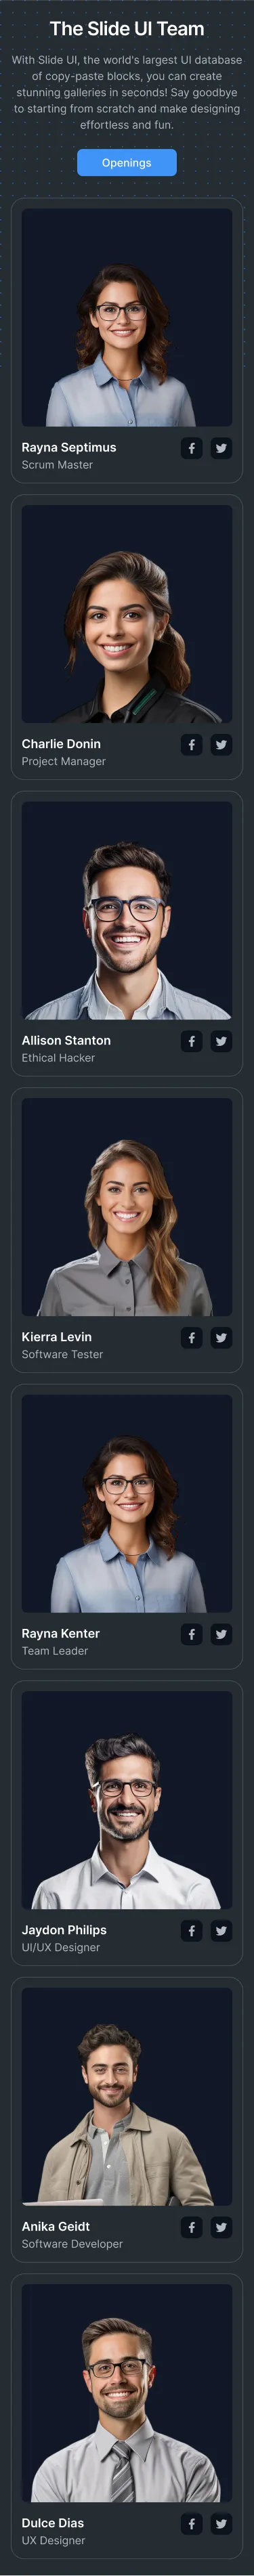 The Slide UI Team
With Slide UI, the world's largest UI database
of copy-paste blocks, you can create
stunning galleries in seconds! Say goodbye
to starting from scratch and make designing
effortless and fun.
Openings
Rayna Septimus
Scrum Master
Charlie Donin
Project Manager
Allison Stanton
Ethical Hacker
Kierra Levin
Software Tester
Rayna Kenter
Team Leader
Jaydon Philips
UI/UX Designer
Anika Geidt
Software Developer
Dulce Dias
UX Designer